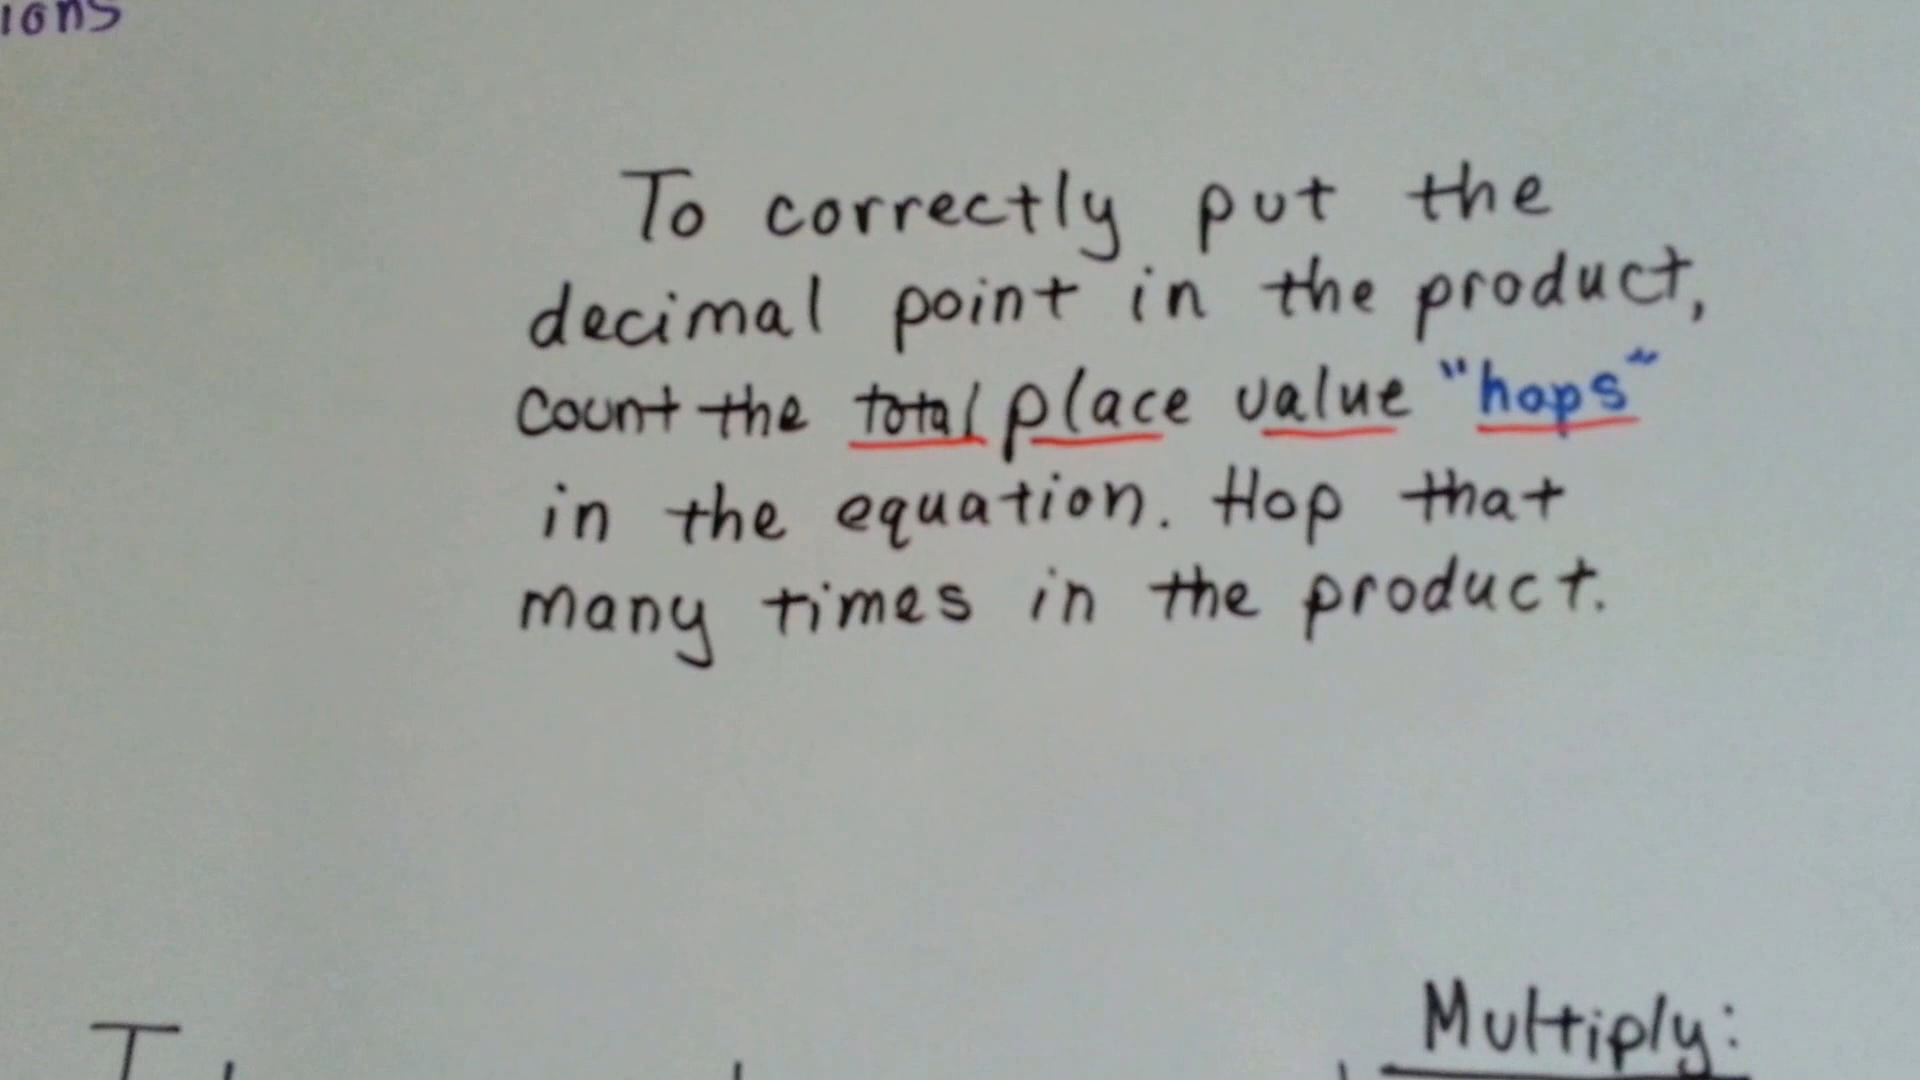 To correctly put the
decimal point in the product,
count the total place value "hops"
in the equation. Hop that
many times in the product.
Multiply: